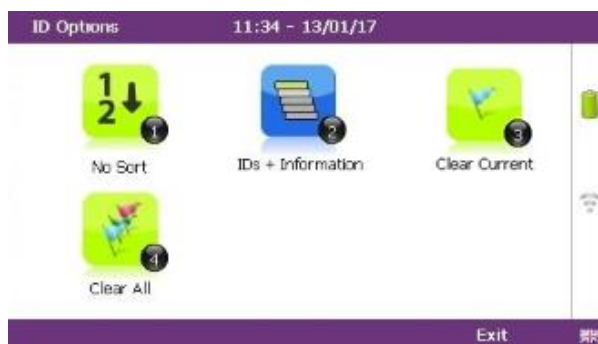 ID Options 11:34 - 13/01/17
1
2
1
2
3
No Sort IDs + Information Clear Current
4
Clear All
Exit